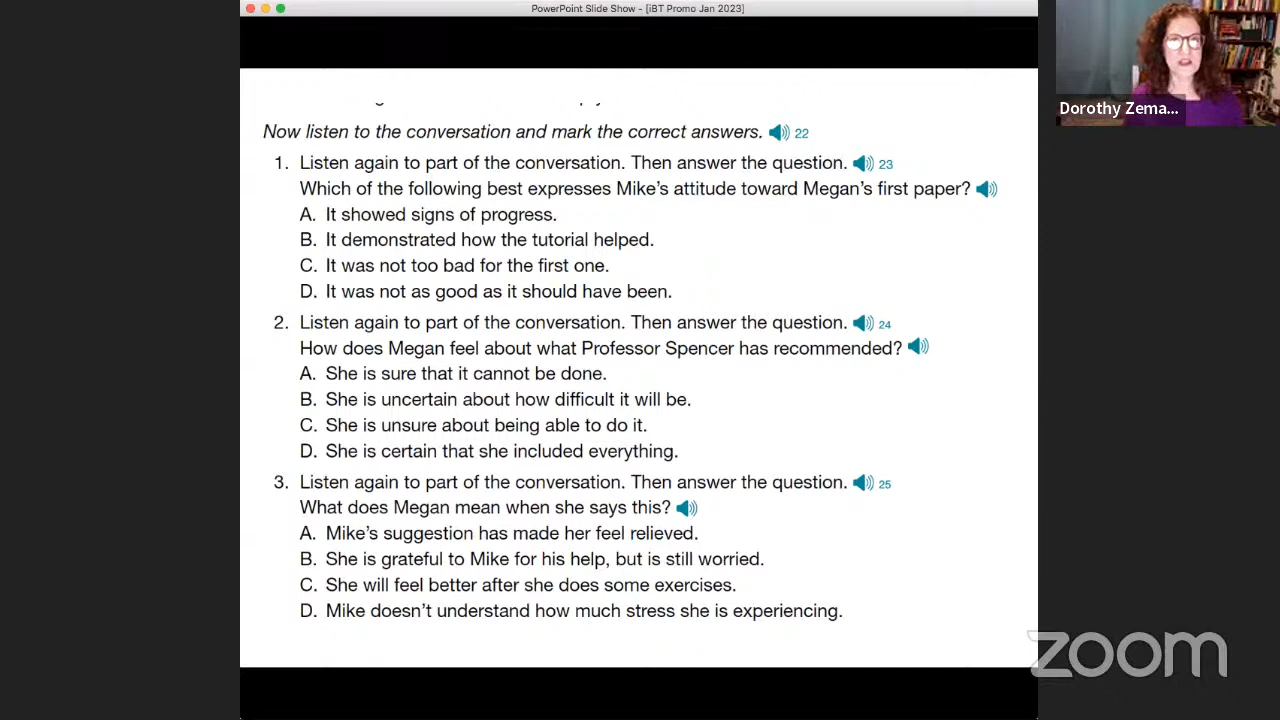 PowerPoint Slide Show - [iBT Promo Jan 2023]
Now listen to the conversation and mark the correct answers. 22
1. Listen again to part of the conversation. Then answer the question. 23
Which of the following best expresses Mike's attitude toward Megan's first paper?
A. It showed signs of progress.
B. It demonstrated how the tutorial helped.
C. It was not too bad for the first one.
D. It was not as good as it should have been.
2. Listen again to part of the conversation. Then answer the question. 24
How does Megan feel about what Professor Spencer has recommended?
A. She is sure that it cannot be done.
B. She is uncertain about how difficult it will be.
C. She is unsure about being able to do it.
D. She is certain that she included everything.
3. Listen again to part of the conversation. Then answer the question. 25
What does Megan mean when she says this?
A. Mike's suggestion has made her feel relieved.
B. She is grateful to Mike for his help, but is still worried.
C. She will feel better after she does some exercises.
D. Mike doesn't understand how much stress she is experiencing.
Dorothy Zema...
zoom